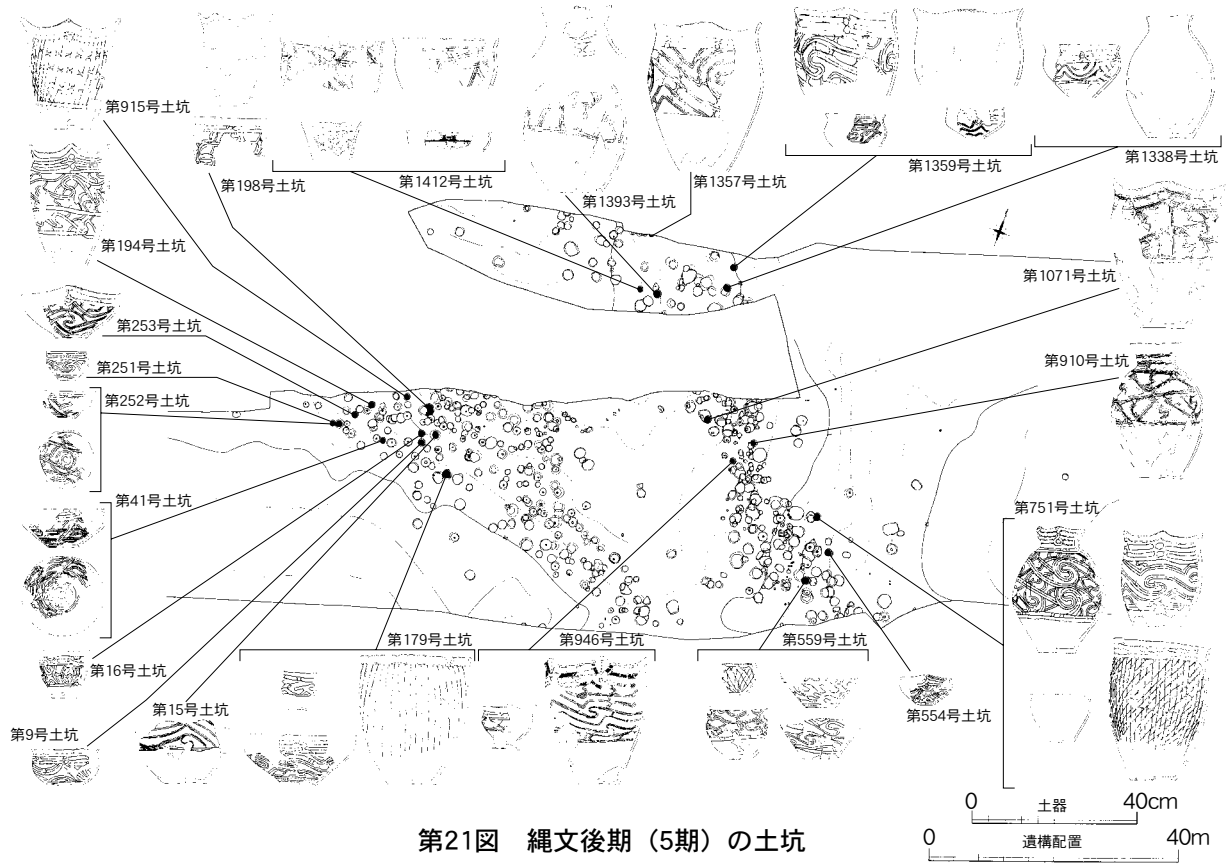 第915号土坑
第198号土坑
第1412号土坑
第1393号土坑
第1357号土坑
第1359号土坑
第1338号土坑
第194号土坑
第1071号土坑
第253号土坑
第251号土坑
第910号土坑
第252号土坑
第41号土坑
第751号土坑
第16号土坑
第179号土坑
第946号土坑
第559号土坑
第15号土坑
第554号土坑
第9号土坑
0 土器 40cm
0 遺構配置 40m
第21図 縄文後期（5期）の土坑